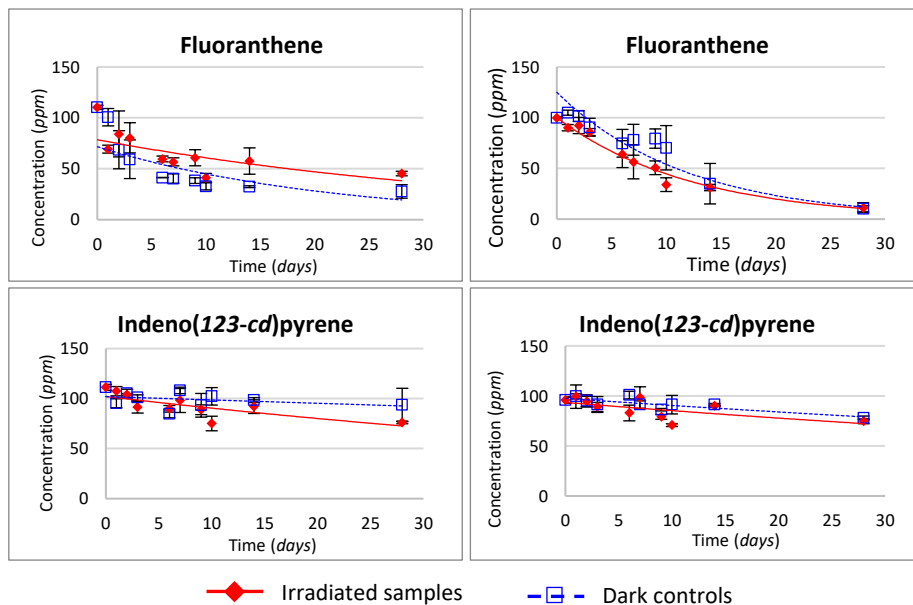 Fluoranthene
150
100
50
0
0 5 10 15 20 25 30
Concentration (ppm)
Time (days)
Fluoranthene
150
100
50
0
0 5 10 15 20 25 30
Concentration (ppm)
Time (days)
Indeno(123-cd)pyrene
150
100
50
0
0 5 10 15 20 25 30
Concentration (ppm)
Time (days)
Indeno(123-cd)pyrene
150
100
50
0
0 5 10 15 20 25 30
Concentration (ppm)
Time (days)
Irradiated samples Dark controls